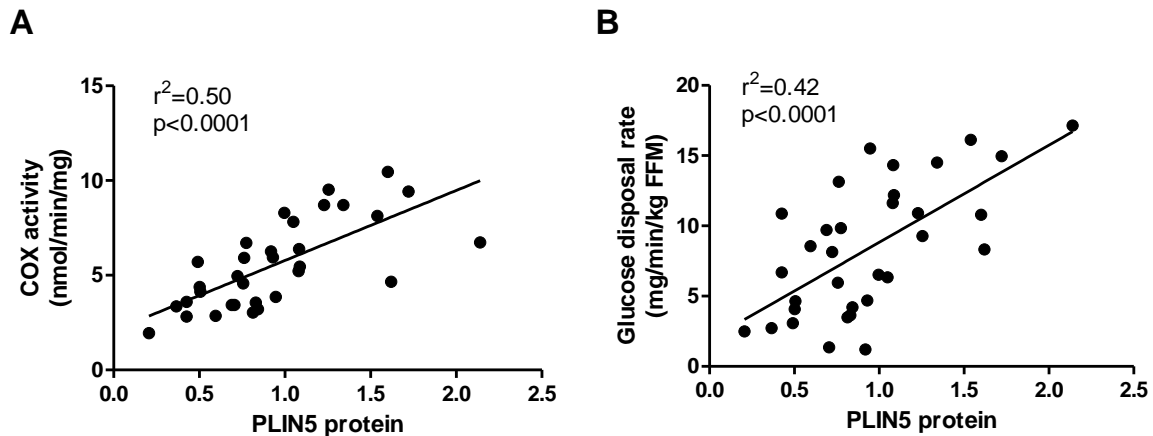 A
r²=0.50
p<0.0001
COX activity
(nmol/min/mg)
15
10
5
0
0.0 0.5 1.0 1.5 2.0 2.5
PLIN5 protein
B
r²=0.42
p<0.0001
Glucose disposal rate
(mg/min/kg FFM)
20
15
10
5
0
0.0 0.5 1.0 1.5 2.0 2.5
PLIN5 protein